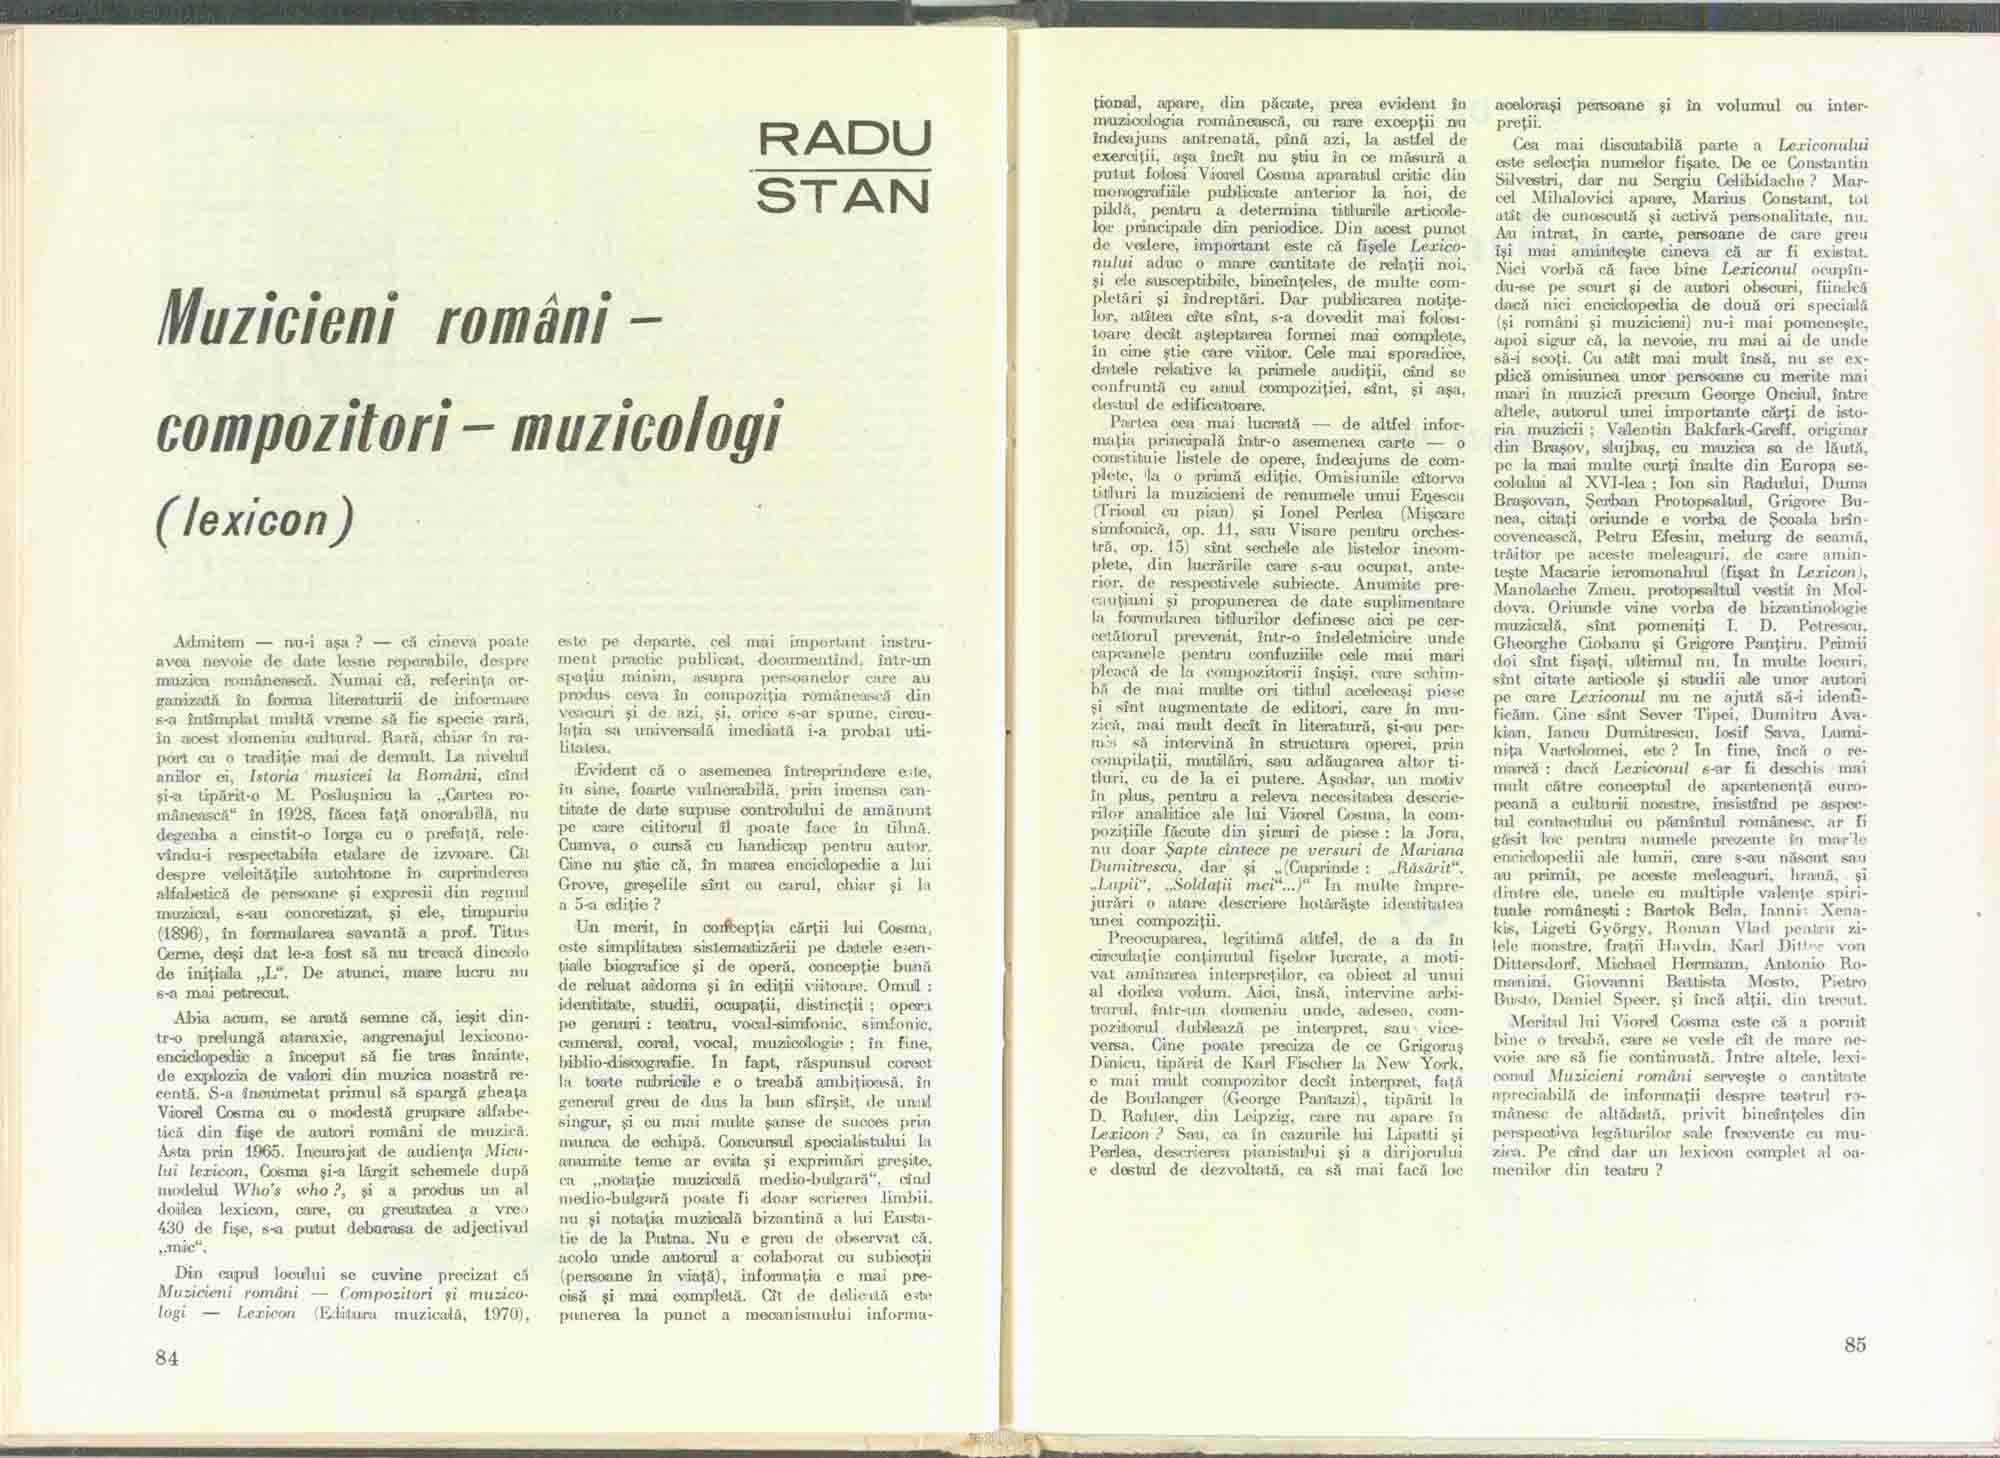 RADU
STAN
Muzicieni români –
compozitori – muzicologi
(lexicon)
Admitem — nu-i așa ? — că cineva poate
avea nevoie de date lesne reperabile, despre
muzica românească. Numai că, referința or-
ganizată în forma literaturii de informare
s-a întîmplat multă vreme să fie specie rară,
în acest domeniu cultural. Rară, chiar în ra-
port cu o tradiție mai de demult. La nivelul
anilor ei, Istoria musicei la Români, cînd
și-a tipărit-o M. Poslușnicu la „Cartea ro-
mânească“ în 1928, făcea față onorabilă, nu
degeaba a cinstit-o Iorga cu o prefață, rele-
vîndu-i respectabila etalare de izvoare. Cît
despre veleitățile autohtone în cuprinderea
alfabetică de persoane și expresii din regnul
muzical, s-au concretizat, și ele, timpuriu
(1896), în formularea savantă a prof. Titus
Cerne, deși dat le-a fost să nu treacă dincolo
de inițiala „L“. De atunci, mare lucru nu
s-a mai petrecut.
Abia acum, se arată semne că, ieșit din-
tr-o prelungă ataraxie, angrenajul lexicono-
enciclopedic a început să fie tras înainte,
de explozia de valori din muzica noastră re-
centă. S-a încumetat primul să spargă gheața
Viorel Cosma cu o modestă grupare alfabe-
tică din fișe de autori români de muzică.
Asta prin 1965. Incurajat de audiența Micu-
lui lexicon, Cosma și-a lărgit schemele după
modelul Who's who ?, și a produs un al
doilea lexicon, care, cu greutatea a vreo
430 de fișe, s-a putut debarasa de adjectivul
„mic“.
Din capul locului se cuvine precizat că
Muzicieni români — Compozitori și muzico-
logi — Lexicon (Editura muzicală, 1970),
este pe departe, cel mai important instru-
ment practic publicat, documentînd, într-un
spațiu minim, asupra persoanelor care au
produs ceva în compoziția românească din
veacuri și de azi, și, orice s-ar spune, circu-
lația sa universală imediată i-a probat uti-
litatea.
Evident că o asemenea întreprindere este,
în sine, foarte vulnerabilă, prin imensa can-
titate de date supuse controlului de amănunt
pe care cititorul îl poate face în tihnă.
Cumva, o cursă cu handicap pentru autor.
Cine nu știe că, în marea enciclopedie a lui
Grove, greșelile sînt cu carul, chiar și la
a 5-a ediție ?
Un merit, în concepția cărții lui Cosma,
este simplitatea sistematizării pe datele esen-
țiale biografice și de operă, concepție bună
de reluat aidoma și în ediții viitoare. Omul :
identitate, studii, ocupații, distincții ; opera
pe genuri : teatru, vocal-simfonic, simfonic,
cameral, coral, vocal, muzicologie ; în fine,
biblio-discografie. In fapt, răspunsul corect
la toate rubricile e o treabă ambițioasă, în
general greu de dus la bun sfîrșit, de unul
singur, și cu mai multe șanse de succes prin
munca de echipă. Concursul specialistului la
anumite teme ar evita și exprimări greșite,
ca „notație muzicală medio-bulgară“, cînd
medio-bulgară poate fi doar scrierea limbii,
nu și notația muzicală bizantină a lui Eusta-
tie de la Putna. Nu e greu de observat că,
acolo unde autorul a colaborat cu subiecții
(persoane în viață), informația e mai pre-
cisă și mai completă. Cît de delicată este
punerea la punct a mecanismului informa-
84
țional, apare, din păcate, prea evident în
muzicologia românească, cu rare excepții nu
îndeajuns antrenată, pînă azi, la astfel de
exerciții, așa încît nu știu în ce măsură a
putut folosi Viorel Cosma aparatul critic din
monografiile publicate anterior la noi, de
pildă, pentru a determina titlurile articole-
lor principale din periodice. Din acest punct
de vedere, important este că fișele Lexico-
nului aduc o mare cantitate de relații noi,
și ele susceptibile, bineînțeles, de multe com-
pletări și îndreptări. Dar publicarea notițe-
lor, atîtea cîte sînt, s-a dovedit mai folosi-
toare decît așteptarea formei mai complete,
în cine știe care viitor. Cele mai sporadice,
datele relative la primele audiții, cînd se
confruntă cu anul compoziției, sînt, și așa,
destul de edificatoare.
Partea cea mai lucrată — de altfel infor-
mația principală într-o asemenea carte — o
constituie listele de opere, îndeajuns de com-
plete, la o primă ediție. Omisiunile cîtorva
titluri la muzicieni de renumele unui Enescu
(Trioul cu pian) și Ionel Perlea (Mișcare
simfonică, op. 11, sau Visare pentru orches-
tră, op. 15) sînt sechele ale listelor incom-
plete, din lucrările care s-au ocupat, ante-
rior, de respectivele subiecte. Anumite pre-
cauțiuni și propunerea de date suplimentare
la formularea titlurilor definesc aici pe cer-
cetătorul prevenit, într-o îndeletnicire unde
capcanele pentru confuziile cele mai mari
pleacă de la compozitorii înșiși, care schim-
bă de mai multe ori titlul aceleeași piese
și sînt augmentate de editori, care în mu-
zică, mai mult decît în literatură, și-au per-
mis să intervină în structura operei, prin
compilații, mutilări, sau adăugarea altor ti-
tluri, cu de la ei putere. Așadar, un motiv
în plus, pentru a releva necesitatea descrie-
rilor analitice ale lui Viorel Cosma, la com-
pozițiile făcute din șiruri de piese : la Jora,
nu doar Șapte cîntece pe versuri de Mariana
Dumitrescu, dar și „(Cuprinde : „Răsărit“,
„Lupii“, „Soldații mei“...)“ In multe împre-
jurări o atare descriere hotărăște identitatea
unei compoziții.
Preocuparea, legitimă altfel, de a da în
circulație conținutul fișelor lucrate, a moti-
vat amînarea interpreților, ca obiect al unui
al doilea volum. Aici, însă, intervine arbi-
trarul, într-un domeniu unde, adesea, com-
pozitorul dublează pe interpret, sau vice-
versa. Cine poate preciza de ce Grigoraș
Dinicu, tipărit de Karl Fischer la New York,
e mai mult compozitor decît interpret, față
de Boulanger (George Pantazi), tipărit la
D. Rahter, din Leipzig, care nu apare în
Lexicon ? Sau, ca în cazurile lui Lipatti și
Perlea, descrierea pianistului și a dirijorului
e destul de dezvoltată, ca să mai facă loc
acelorași persoane și în volumul cu inter-
preții.
Cea mai discutabilă parte a Lexiconului
este selecția numelor fișate. De ce Constantin
Silvestri, dar nu Sergiu Celibidache ? Mar-
cel Mihalovici apare, Marius Constant, tot
atît de cunoscută și activă personalitate, nu.
Au intrat, în carte, persoane de care greu
își mai amintește cineva că ar fi existat.
Nici vorbă că face bine Lexiconul ocupîn-
du-se pe scurt și de autori obscuri, fiindcă
dacă nici enciclopedia de două ori specială
(și români și muzicieni) nu-i mai pomenește,
apoi sigur că, la nevoie, nu mai ai de unde
să-i scoți. Cu atît mai mult însă, nu se ex-
plică omisiunea unor persoane cu merite mai
mari în muzică precum George Onciul, între
altele, autorul unei importante cărți de isto-
ria muzicii ; Valentin Bakfark-Greff, originar
din Brașov, slujbaș, cu muzica sa de lăută,
pe la mai multe curți înalte din Europa se-
colului al XVI-lea ; Ion sin Radului, Duma
Brașovan, Șerban Protopsaltul, Grigore Bu-
nea, citați oriunde e vorba de Școala brîn-
covenească, Petru Efesiu, melurg de seamă,
trăitor pe aceste meleaguri, de care amin-
tește Macarie ieromonahul (fișat în Lexicon),
Manolache Zmeu, protopsaltul vestit în Mol-
dova. Oriunde vine vorba de bizantinologie
muzicală, sînt pomeniți I. D. Petrescu,
Gheorghe Ciobanu și Grigore Panțiru. Primii
doi sînt fișați, ultimul nu. In multe locuri,
sînt citate articole și studii ale unor autori
pe care Lexiconul nu ne ajută să-i identi-
ficăm. Cine sînt Sever Tipei, Dumitru Ava-
kian, Iancu Dumitrescu, Iosif Sava, Lumi-
nița Vartolomei, etc ? In fine, încă o re-
marcă : dacă Lexiconul s-ar fi deschis mai
mult către conceptul de apartenență euro-
peană a culturii noastre, insistînd pe aspec-
tul contactului cu pămîntul românesc, ar fi
găsit loc pentru numele prezente în marile
enciclopedii ale lumii, care s-au născut sau
au primit, pe aceste meleaguri, hrană, și
dintre ele, unele cu multiple valențe spiri-
tuale românești : Bartok Bela, Iannis Xena-
kis, Ligeti György, Roman Vlad pentru zi-
lele noastre, frații Haydn, Karl Ditter von
Dittersdorf, Michael Hermann, Antonio Ro-
manini, Giovanni Battista Mosto, Pietro
Busto, Daniel Speer, și încă alții, din trecut.
Meritul lui Viorel Cosma este că a pornit
bine o treabă, care se vede cît de mare ne-
voie are să fie continuată. Intre altele, lexi-
conul Muzicieni români servește o cantitate
apreciabilă de informații despre teatrul ro-
mânesc de altădată, privit bineînțeles din
perspectiva legăturilor sale frecvente cu mu-
zica. Pe cînd dar un lexicon complet al oa-
menilor din teatru ?
85